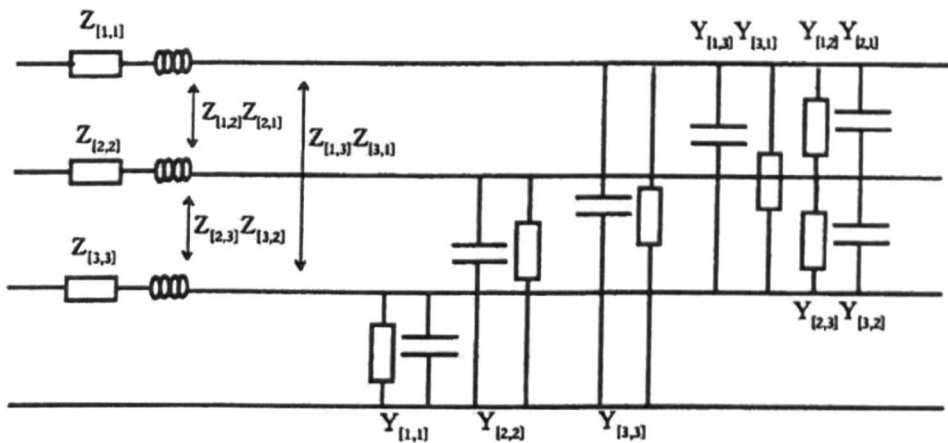 Z[1,1]
Y[1,3] Y[3,1] Y[1,2] Y[2,1]
Z[1,2] Z[2,1]
Z[2,2]
Z[1,3] Z[3,1]
Z[2,3] Z[3,2]
Z[3,3]
Y[2,3] Y[3,2]
Y[1,1] Y[2,2] Y[3,3]